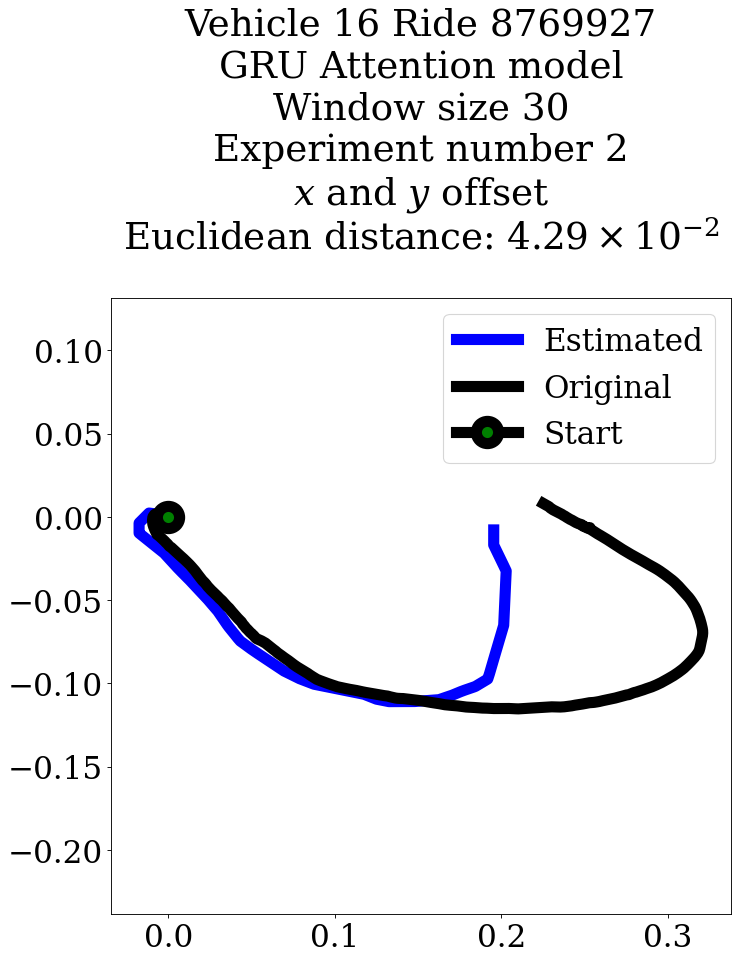 Vehicle 16 Ride 8769927
GRU Attention model
Window size 30
Experiment number 2
x and y offset
Euclidean distance: 4.29 × 10⁻²
Estimated
Original
Start
0.10
0.05
0.00
−0.05
−0.10
−0.15
−0.20
0.0 0.1 0.2 0.3